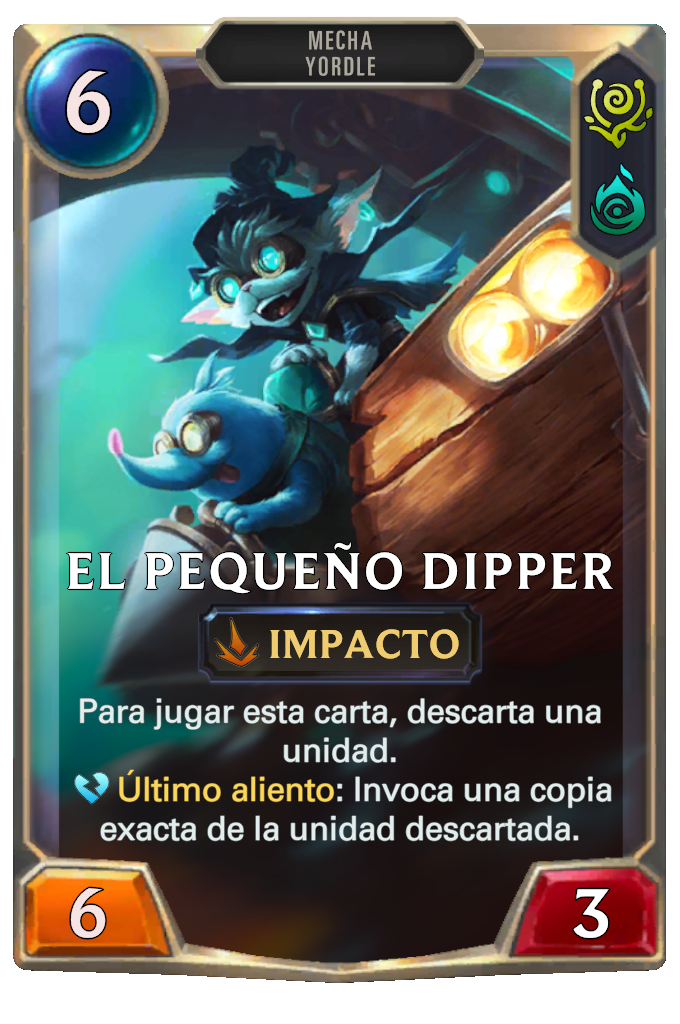 6
MECHA
YORDLE
EL PEQUEÑO DIPPER
IMPACTO
Para jugar esta carta, descarta una
unidad.
Último aliento: Invoca una copia
exacta de la unidad descartada.
6
3